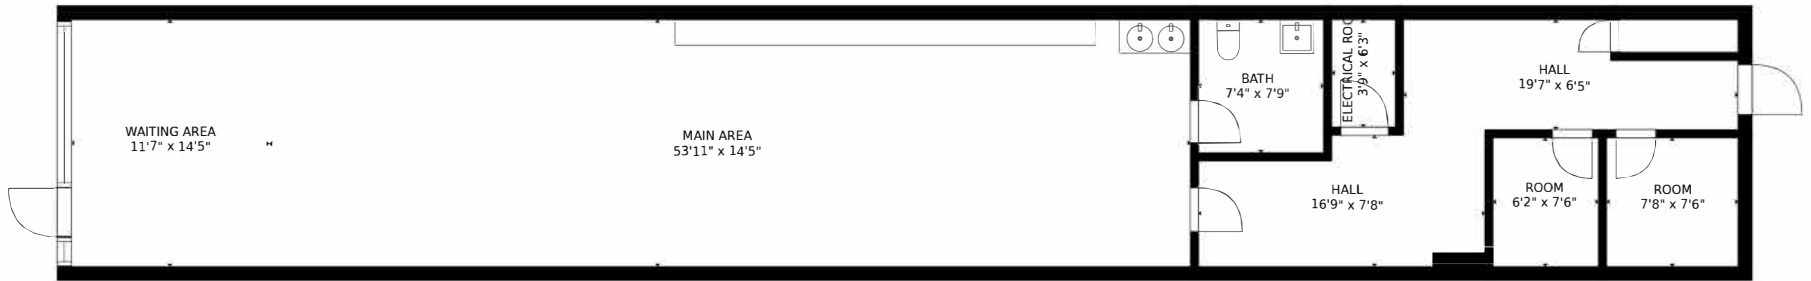 WAITING AREA
11'7" x 14'5"
MAIN AREA
53'11" x 14'5"
BATH
7'4" x 7'9"
ELECTRICAL ROO
3'9" x 6'3"
HALL
19'7" x 6'5"
HALL
16'9" x 7'8"
ROOM
6'2" x 7'6"
ROOM
7'8" x 7'6"